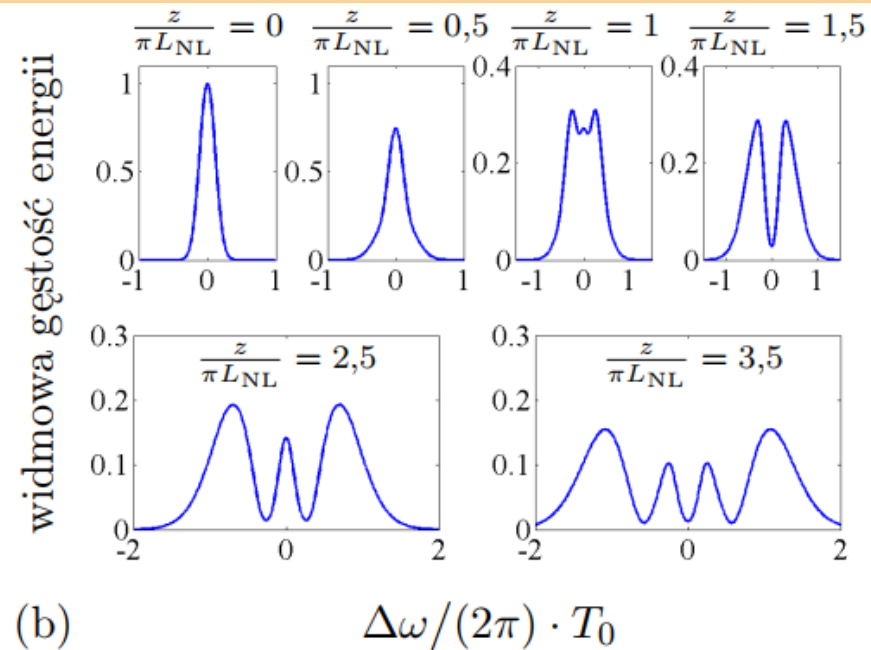 z/(πL_NL) = 0   z/(πL_NL) = 0,5   z/(πL_NL) = 1   z/(πL_NL) = 1,5
widmowa gęstość energii
1   1   0.4   0.4
0.5   0.5   0.2   0.2
0   0   0   0
-1 0 1   -1 0 1   -1 0 1   -1 0 1
z/(πL_NL) = 2,5   z/(πL_NL) = 3,5
0.3   0.3
0.2   0.2
0.1   0.1
0   0
-2 0 2   -2 0 2
(b)   Δω/(2π) · T₀